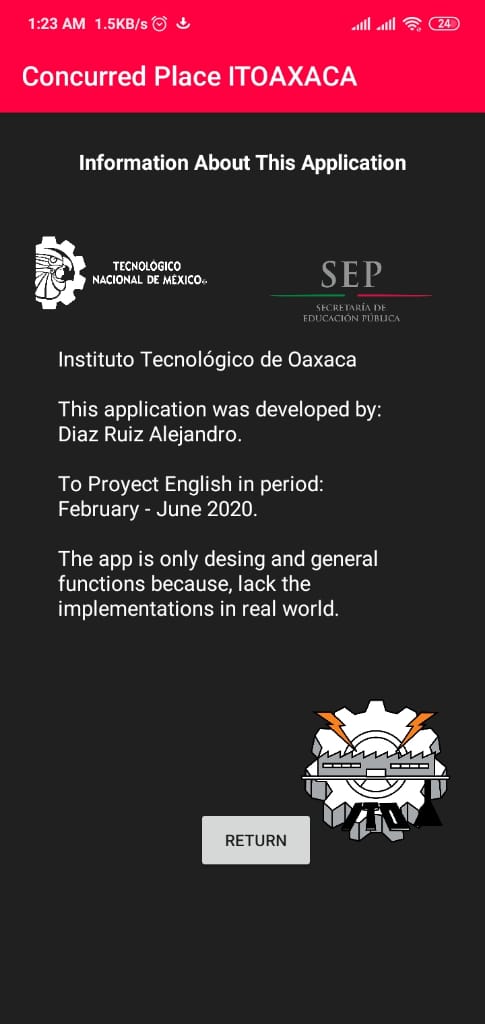 1:23 AM 1.5KB/s 24
Concurred Place ITOAXACA
Information About This Application
TECNOLÓGICO
NACIONAL DE MÉXICO
SEP
SECRETARÍA DE
EDUCACIÓN PÚBLICA
Instituto Tecnológico de Oaxaca
This application was developed by:
Diaz Ruiz Alejandro.
To Proyect English in period:
February - June 2020.
The app is only desing and general
functions because, lack the
implementations in real world.
ITO
RETURN